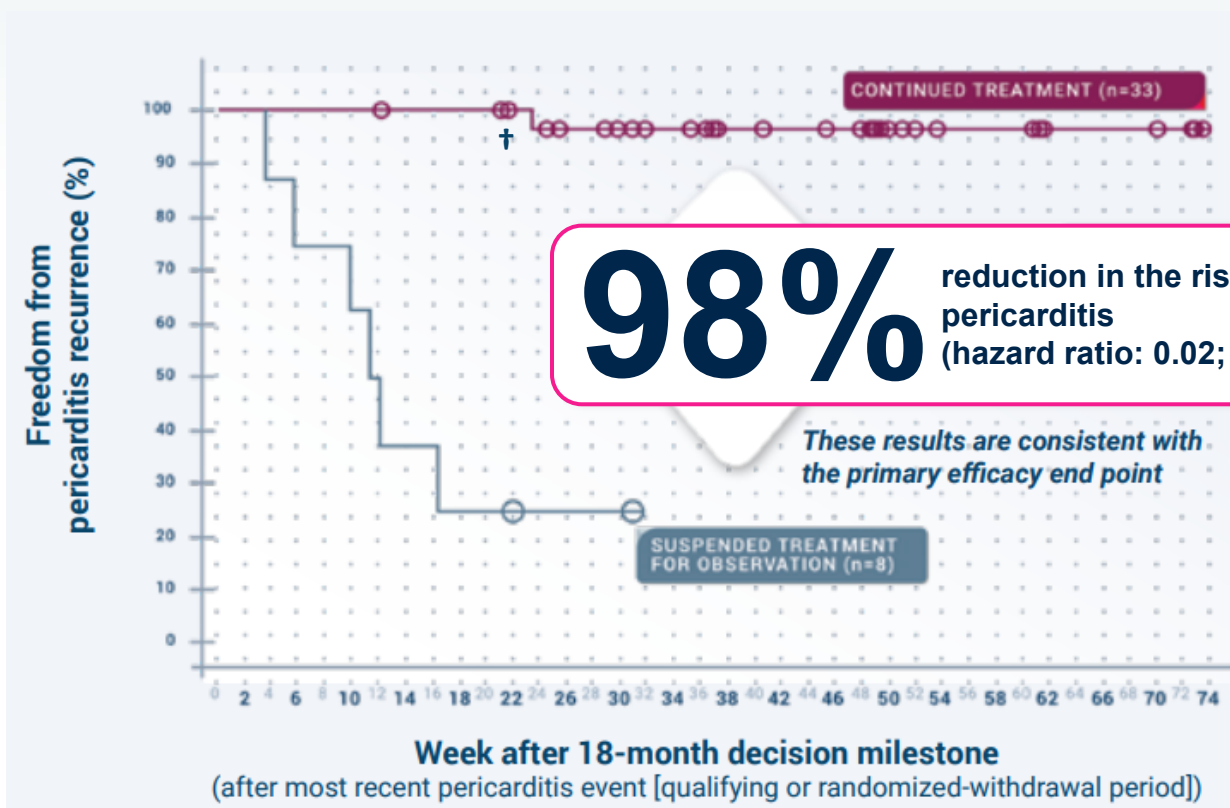 CONTINUED TREATMENT (n=33)
100
90
80
70
60
50
40
30
20
10
0
Freedom from
pericarditis recurrence (%)
†
98%
reduction in the ris
pericarditis
(hazard ratio: 0.02;
These results are consistent with
the primary efficacy end point
SUSPENDED TREATMENT
FOR OBSERVATION (n=8)
0 2 4 6 8 10 12 14 16 18 20 22 24 26 28 30 32 34 36 38 40 42 44 46 48 50 52 54 56 58 60 62 64 66 68 70 72 74
Week after 18-month decision milestone
(after most recent pericarditis event [qualifying or randomized-withdrawal period])